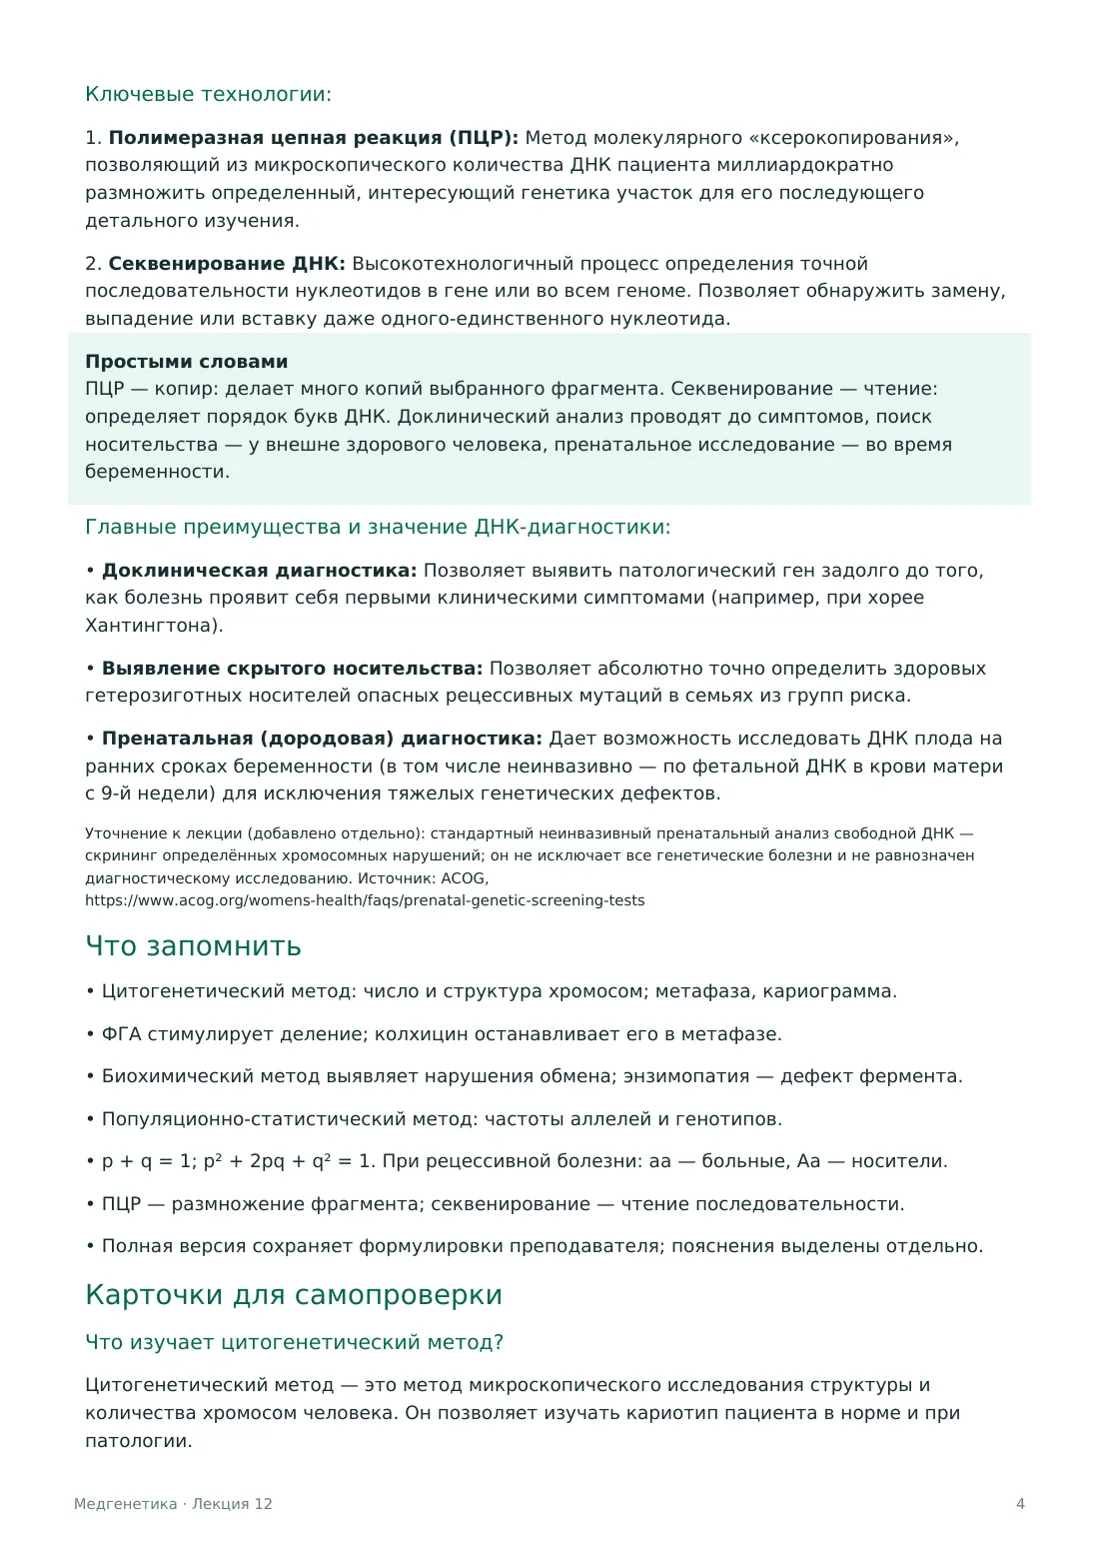 Ключевые технологии:
1. Полимеразная цепная реакция (ПЦР): Метод молекулярного «ксерокопирования»,
позволяющий из микроскопического количества ДНК пациента миллиардократно
размножить определенный, интересующий генетика участок для его последующего
детального изучения.
2. Секвенирование ДНК: Высокотехнологичный процесс определения точной
последовательности нуклеотидов в гене или во всем геноме. Позволяет обнаружить замену,
выпадение или вставку даже одного-единственного нуклеотида.
Простыми словами
ПЦР — копир: делает много копий выбранного фрагмента. Секвенирование — чтение:
определяет порядок букв ДНК. Доклинический анализ проводят до симптомов, поиск
носительства — у внешне здорового человека, пренатальное исследование — во время
беременности.
Главные преимущества и значение ДНК-диагностики:
• Доклиническая диагностика: Позволяет выявить патологический ген задолго до того,
как болезнь проявит себя первыми клиническими симптомами (например, при хорее
Хантингтона).
• Выявление скрытого носительства: Позволяет абсолютно точно определить здоровых
гетерозиготных носителей опасных рецессивных мутаций в семьях из групп риска.
• Пренатальная (дородовая) диагностика: Дает возможность исследовать ДНК плода на
ранних сроках беременности (в том числе неинвазивно — по фетальной ДНК в крови матери
с 9-й недели) для исключения тяжелых генетических дефектов.
Уточнение к лекции (добавлено отдельно): стандартный неинвазивный пренатальный анализ свободной ДНК —
скрининг определённых хромосомных нарушений; он не исключает все генетические болезни и не равнозначен
диагностическому исследованию. Источник: ACOG,
https://www.acog.org/womens-health/faqs/prenatal-genetic-screening-tests
Что запомнить
• Цитогенетический метод: число и структура хромосом; метафаза, кариограмма.
• ФГА стимулирует деление; колхицин останавливает его в метафазе.
• Биохимический метод выявляет нарушения обмена; энзимопатия — дефект фермента.
• Популяционно-статистический метод: частоты аллелей и генотипов.
• p + q = 1; p² + 2pq + q² = 1. При рецессивной болезни: аа — больные, Аа — носители.
• ПЦР — размножение фрагмента; секвенирование — чтение последовательности.
• Полная версия сохраняет формулировки преподавателя; пояснения выделены отдельно.
Карточки для самопроверки
Что изучает цитогенетический метод?
Цитогенетический метод — это метод микроскопического исследования структуры и
количества хромосом человека. Он позволяет изучать кариотип пациента в норме и при
патологии.
Медгенетика · Лекция 12
4